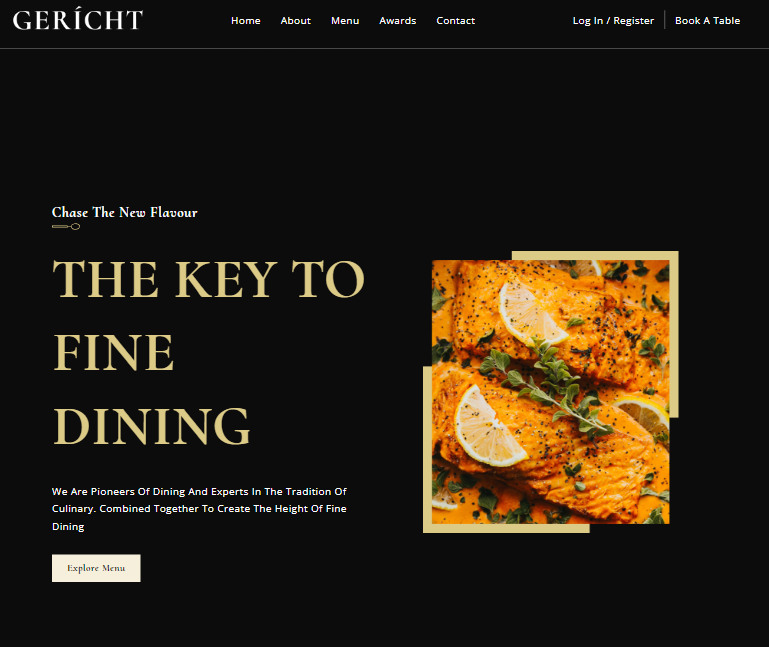 GERÍCHT
Home About Menu Awards Contact
Log In / Register Book A Table
Chase The New Flavour
THE KEY TO
FINE
DINING
We Are Pioneers Of Dining And Experts In The Tradition Of
Culinary. Combined Together To Create The Height Of Fine
Dining
Explore Menu